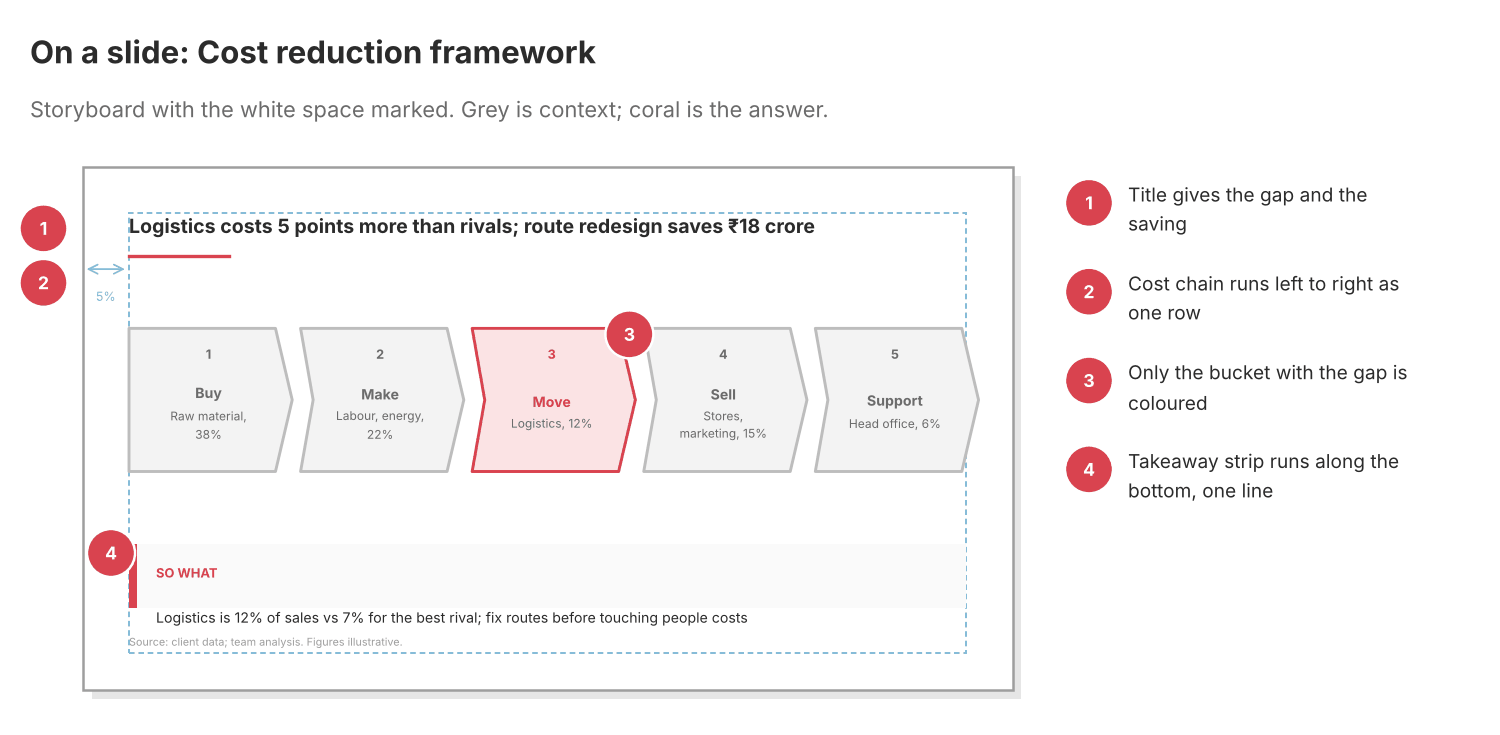 On a slide: Cost reduction framework
Storyboard with the white space marked. Grey is context; coral is the answer.
1
2
Logistics costs 5 points more than rivals; route redesign saves ₹18 crore
5%
1
Buy
Raw material,
38%
2
Make
Labour, energy,
22%
3
3
Move
Logistics, 12%
4
Sell
Stores,
marketing, 15%
5
Support
Head office, 6%
4
SO WHAT
Logistics is 12% of sales vs 7% for the best rival; fix routes before touching people costs
Source: client data; team analysis. Figures illustrative.
1
Title gives the gap and the
saving
2
Cost chain runs left to right as
one row
3
Only the bucket with the gap is
coloured
4
Takeaway strip runs along the
bottom, one line